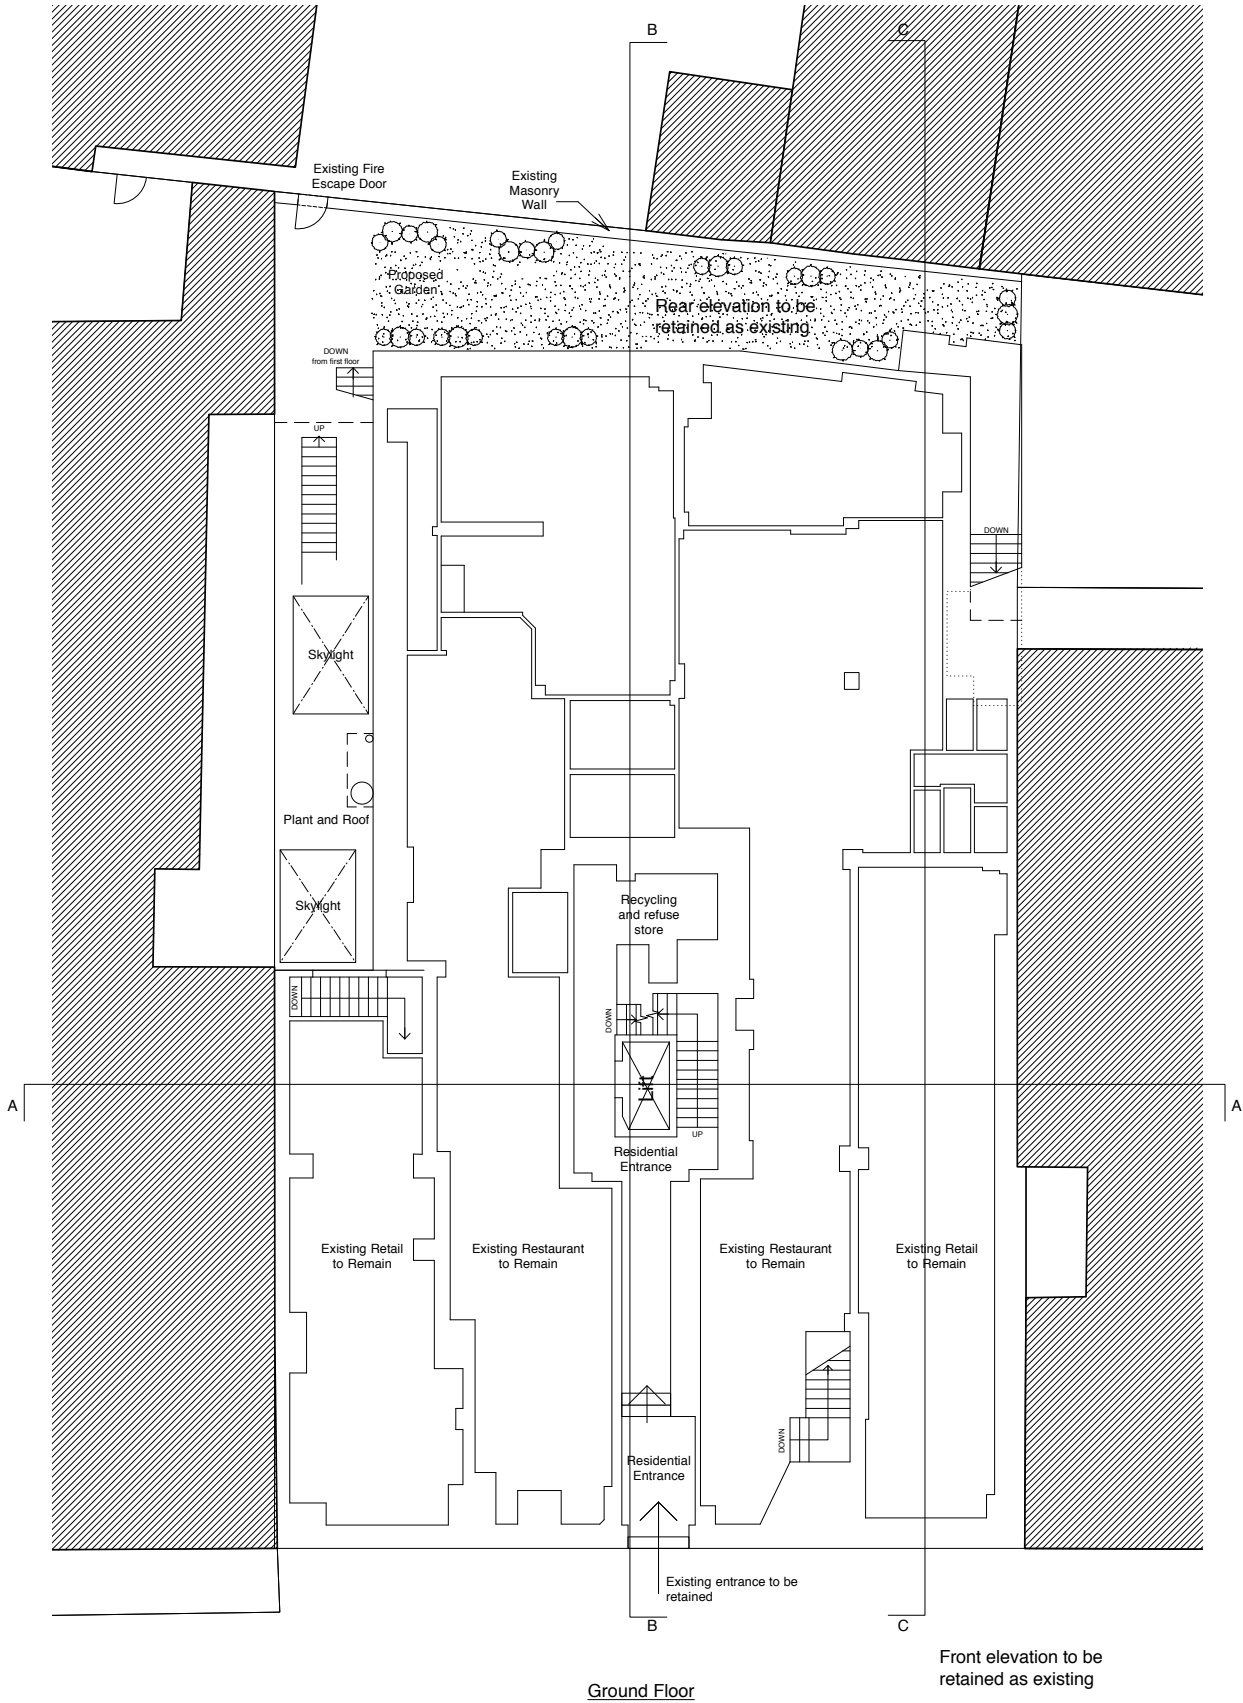 B
C
Existing Fire
Escape Door
Existing
Masonry
Wall
Proposed
Garden
Rear elevation to be
retained as existing
DOWN
from first floor
UP
DOWN
Skylight
Plant and Roof
Skylight
Recycling
and refuse
store
DOWN
DOWN
Lift
A
A
UP
Residential
Entrance
Existing Retail
to Remain
Existing Restaurant
to Remain
Existing Restaurant
to Remain
Existing Retail
to Remain
DOWN
Residential
Entrance
Existing entrance to be
retained
B
C
Front elevation to be
retained as existing
Ground Floor